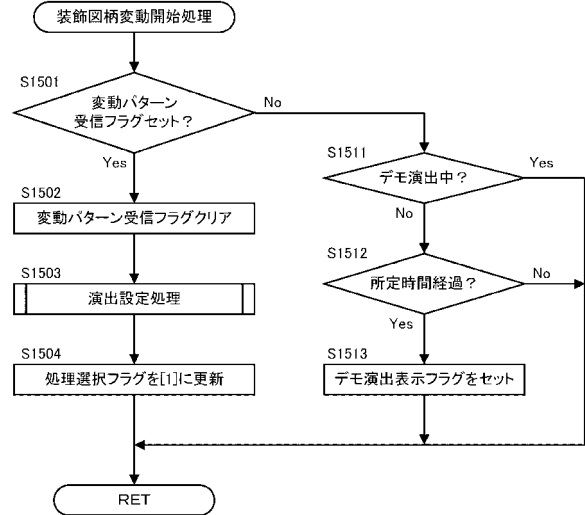 装飾図柄変動開始処理
S1501
変動パターン
受信フラグセット？
No
Yes
S1502
変動パターン受信フラグクリア
S1503
演出設定処理
S1504
処理選択フラグを[1]に更新
S1511
デモ演出中？
Yes
No
S1512
所定時間経過？
No
Yes
S1513
デモ演出表示フラグをセット
RET